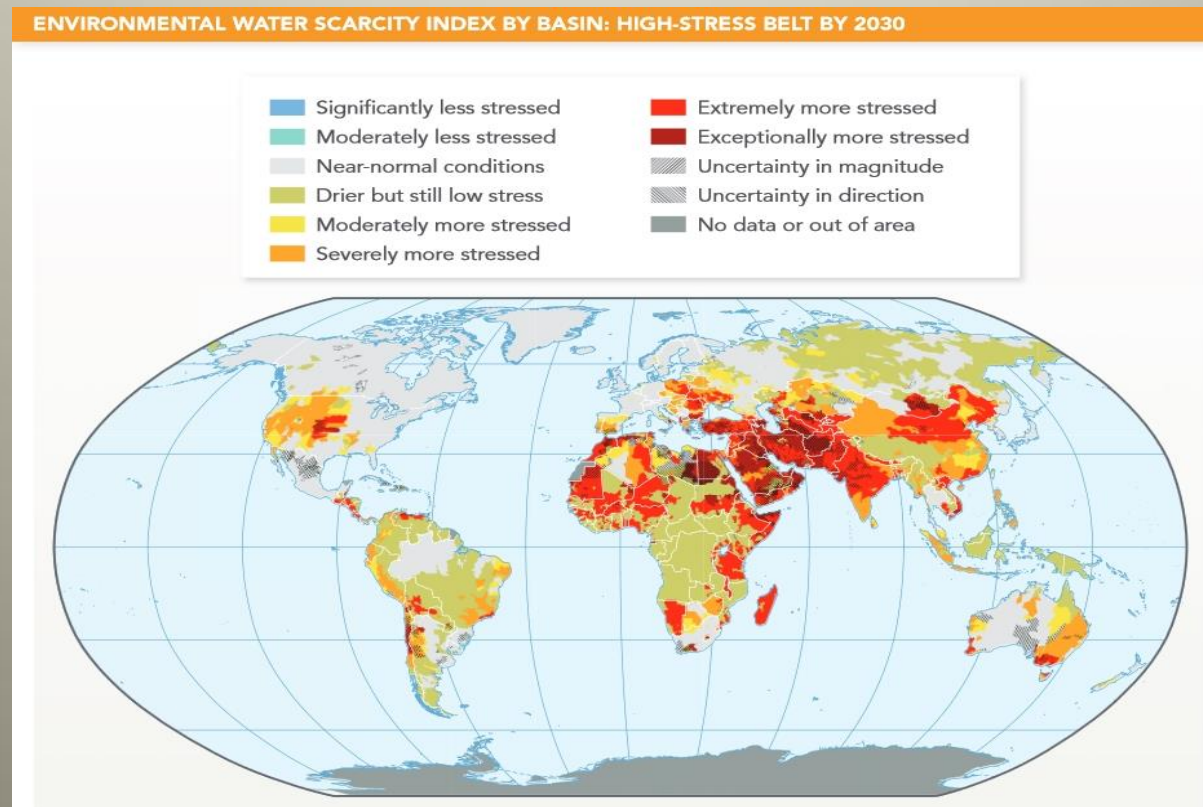 ENVIRONMENTAL WATER SCARCITY INDEX BY BASIN: HIGH-STRESS BELT BY 2030
Significantly less stressed
Moderately less stressed
Near-normal conditions
Drier but still low stress
Moderately more stressed
Severely more stressed
Extremely more stressed
Exceptionally more stressed
Uncertainty in magnitude
Uncertainty in direction
No data or out of area